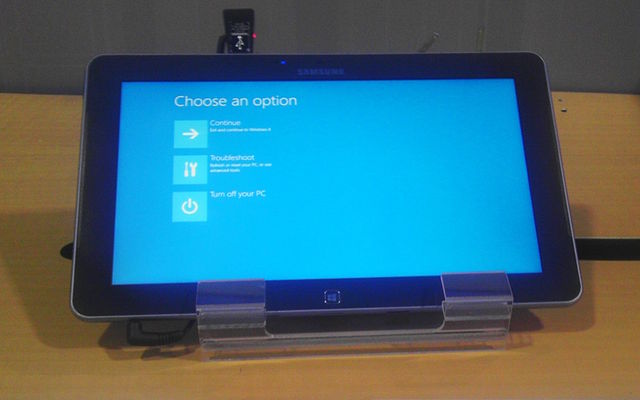 SAMSUNG
Choose an option
Continue
Exit and continue to Windows 8
Troubleshoot
Refresh or reset your PC, or use
advanced tools
Turn off your PC